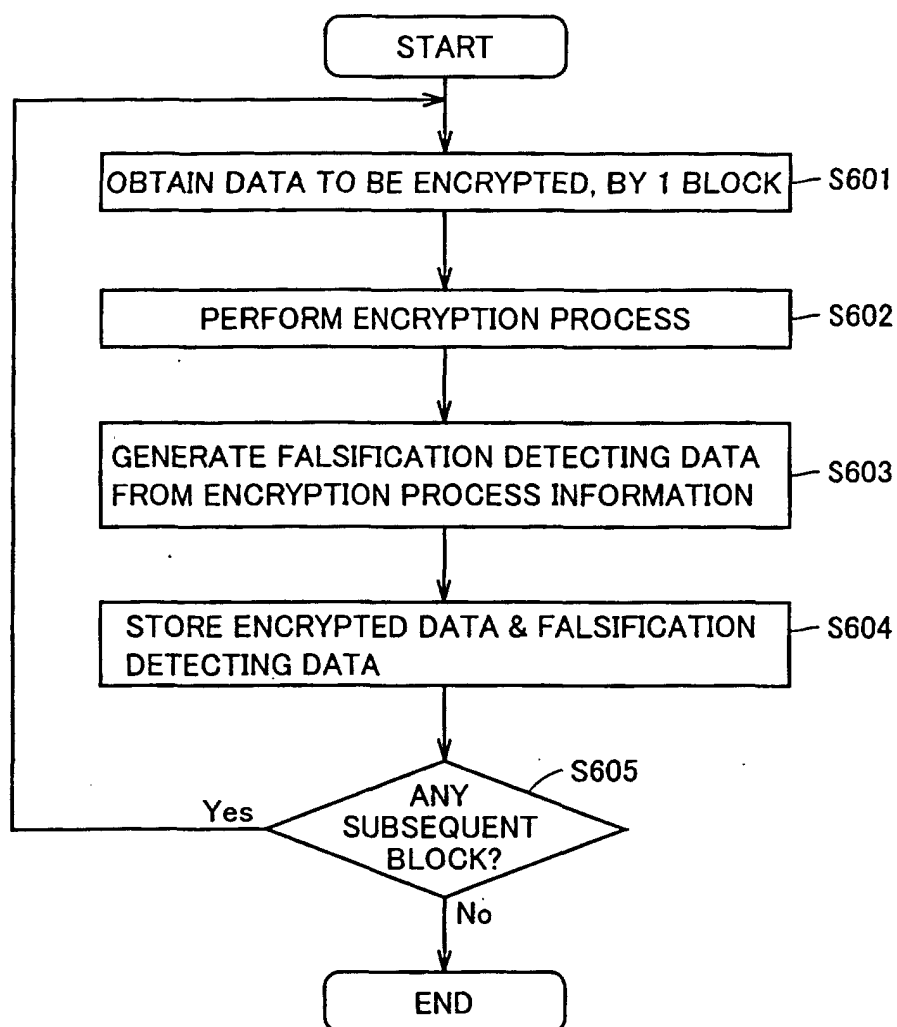 START
OBTAIN DATA TO BE ENCRYPTED, BY 1 BLOCK
S601
PERFORM ENCRYPTION PROCESS
S602
GENERATE FALSIFICATION DETECTING DATA
FROM ENCRYPTION PROCESS INFORMATION
S603
STORE ENCRYPTED DATA & FALSIFICATION
DETECTING DATA
S604
S605
ANY
SUBSEQUENT
BLOCK?
Yes
No
END